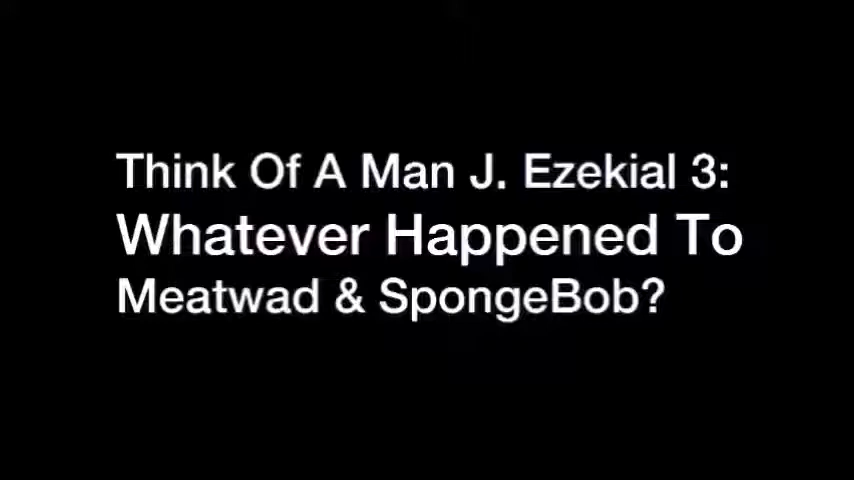 Think Of A Man J. Ezekial 3:
Whatever Happened To
Meatwad & SpongeBob?